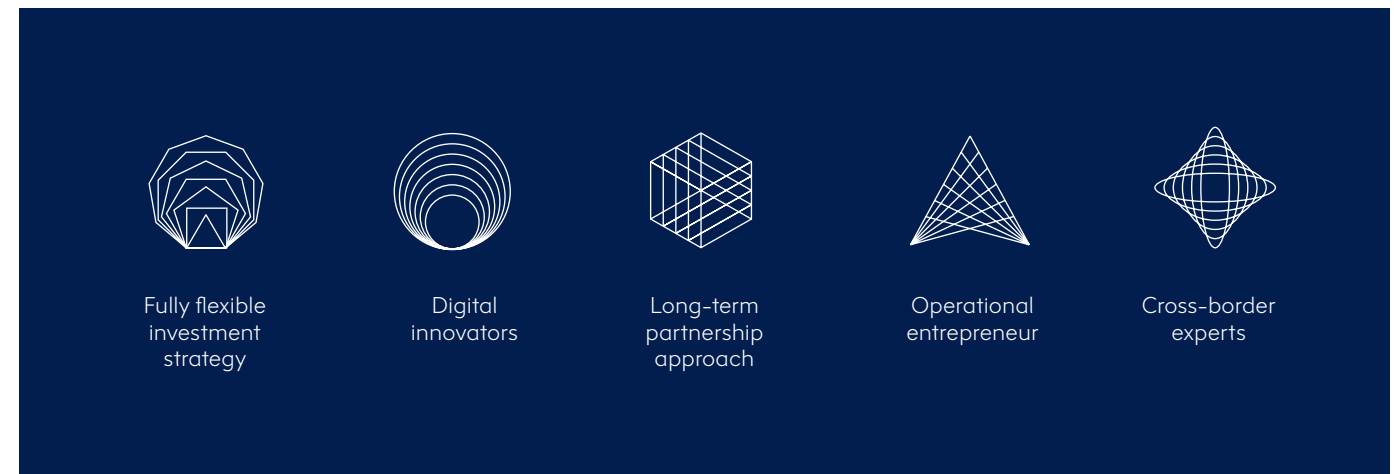 Fully flexible
investment
strategy
Digital
innovators
Long-term
partnership
approach
Operational
entrepreneur
Cross-border
experts